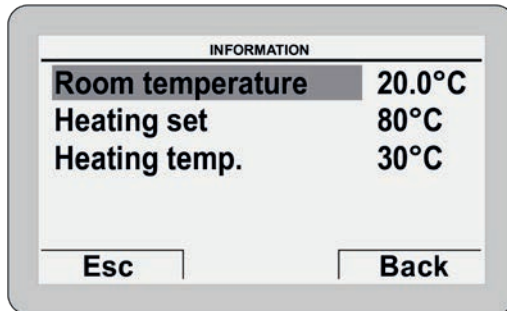 INFORMATION
Room temperature 20.0°C
Heating set 80°C
Heating temp. 30°C
Esc Back